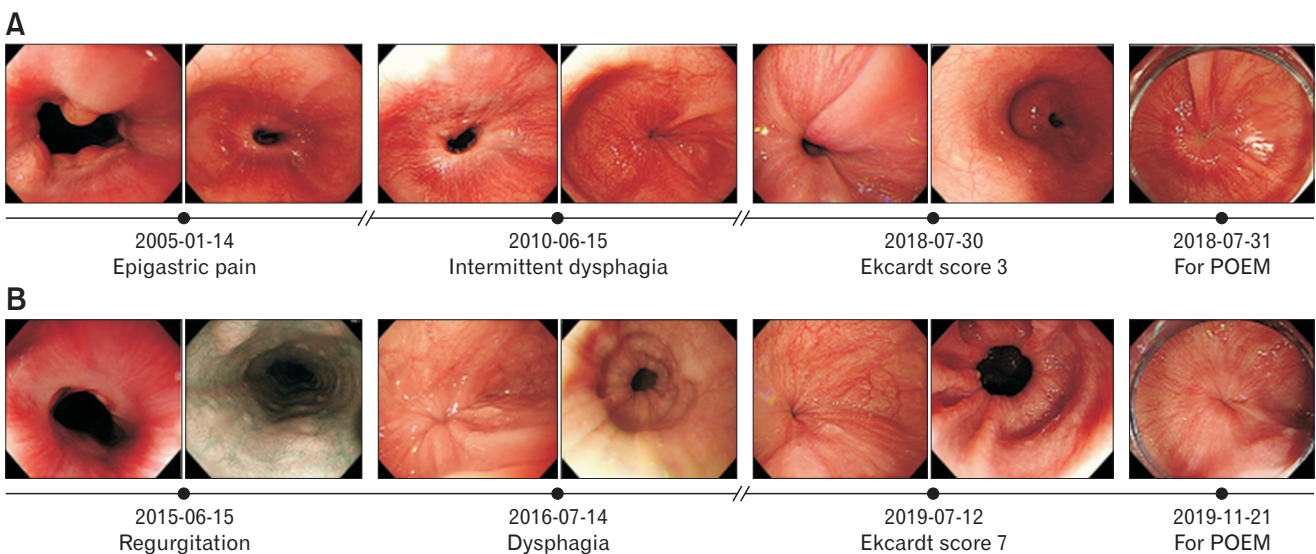 A
2005-01-14
Epigastric pain
2010-06-15
Intermittent dysphagia
2018-07-30
Ekcardt score 3
2018-07-31
For POEM
B
2015-06-15
Regurgitation
2016-07-14
Dysphagia
2019-07-12
Ekcardt score 7
2019-11-21
For POEM